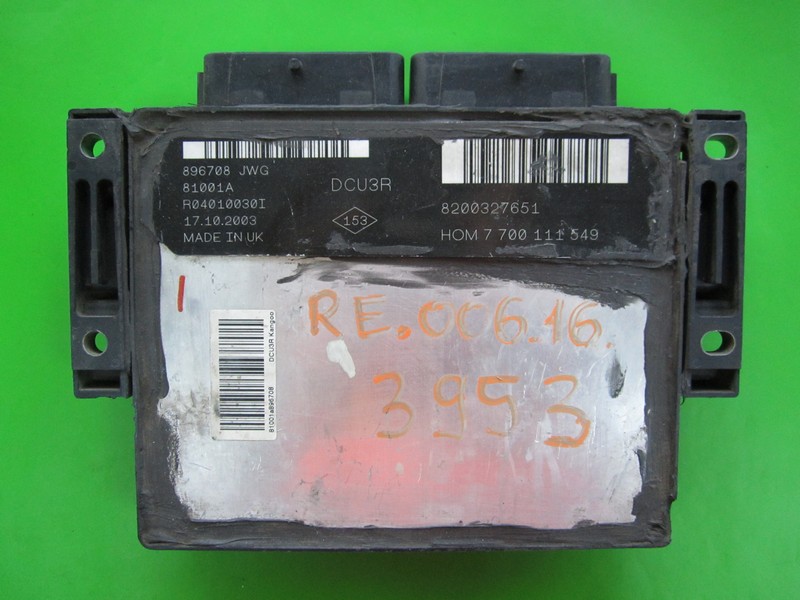 896708 JWG
81001A
R04010030I
17.10.2003
MADE IN UK
DCU3R
153
8200327651
HOM 7 700 111 549
I
RE.006.16.
3953
DCU3R Kangoo
81001a896708